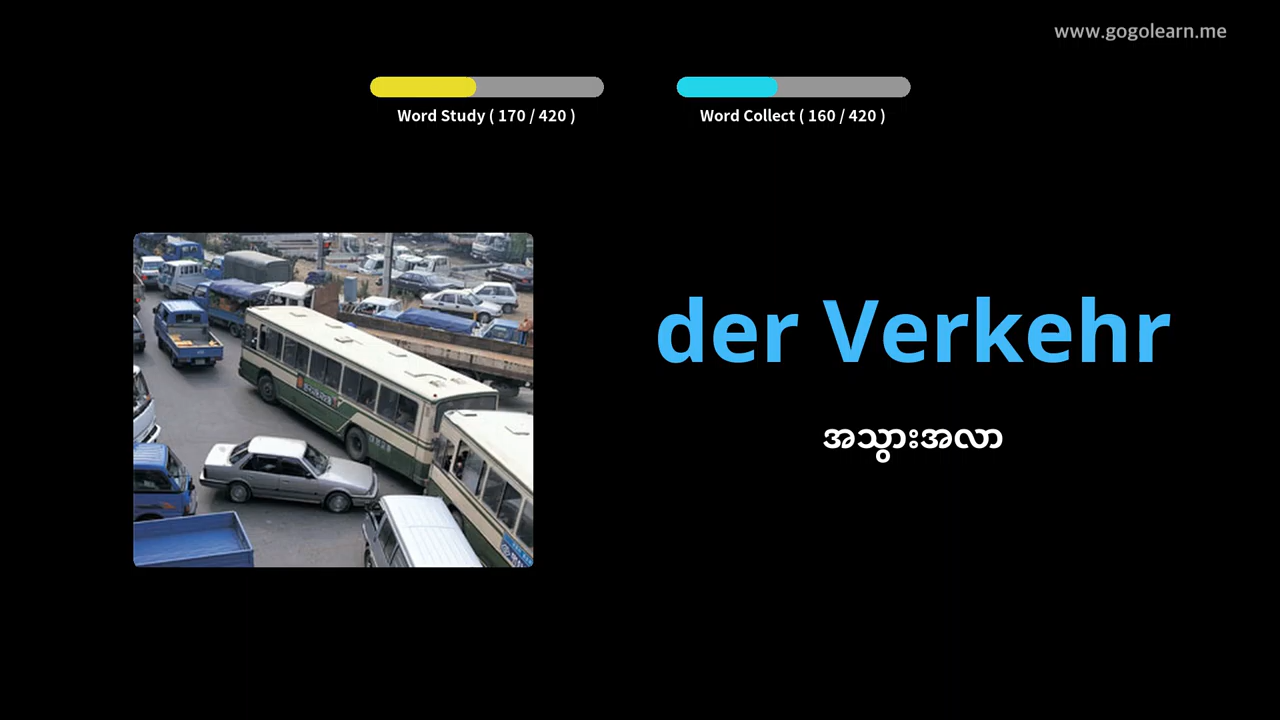 www.gogolearn.me
Word Study ( 170 / 420 )
Word Collect ( 160 / 420 )
der Verkehr
အသွားအလာ